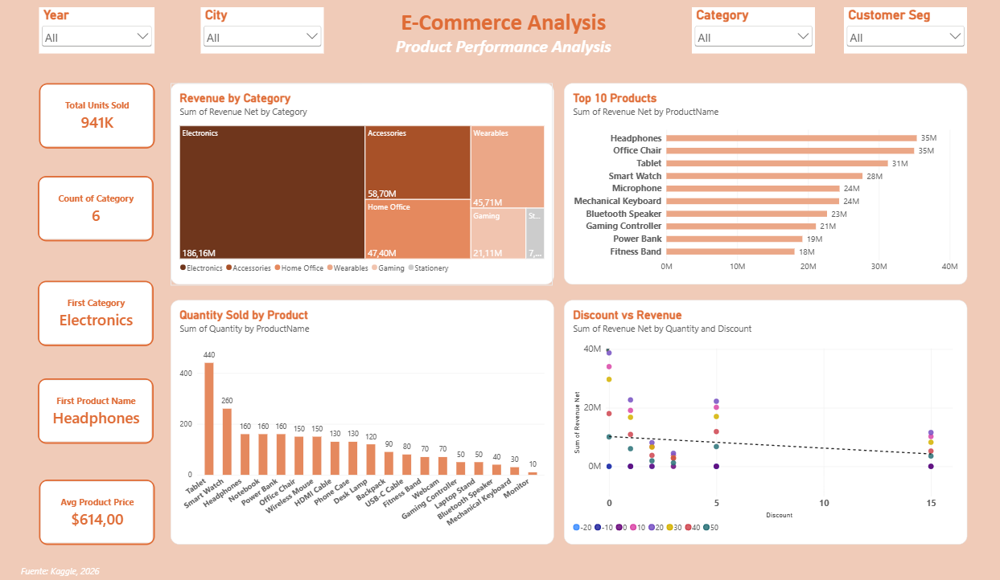 Year
All
City
All
E-Commerce Analysis
Product Performance Analysis
Category
All
Customer Seg
All
Total Units Sold
941K
Count of Category
6
First Category
Electronics
First Product Name
Headphones
Avg Product Price
$614,00
Revenue by Category
Sum of Revenue Net by Category
Electronics
186,16M
Accessories
58,70M
Home Office
47,40M
Wearables
45,71M
Gaming
21,11M
St...
7,...
Electronics Accessories Home Office Wearables Gaming Stationery
Top 10 Products
Sum of Revenue Net by ProductName
Headphones 35M
Office Chair 35M
Tablet 31M
Smart Watch 28M
Microphone 24M
Mechanical Keyboard 24M
Bluetooth Speaker 23M
Gaming Controller 21M
Power Bank 19M
Fitness Band 18M
0M 10M 20M 30M 40M
Quantity Sold by Product
Sum of Quantity by ProductName
400
200
0
440
260
160
160
160
150
150
130
130
120
90
80
70
70
50
50
40
30
10
Tablet
Smart Watch
Headphones
Notebook
Power Bank
Office Chair
Wireless Mouse
HDMI Cable
Phone Case
Desk Lamp
Backpack
USB-C Cable
Fitness Band
Webcam
Gaming Controller
Laptop Stand
Bluetooth Speaker
Mechanical Keyboard
Monitor
Discount vs Revenue
Sum of Revenue Net by Quantity and Discount
Sum of Revenue Net
40M
20M
0M
0 5 10 15
Discount
-20 -10 0 10 20 30 40 50
Fuente: Kaggle, 2026